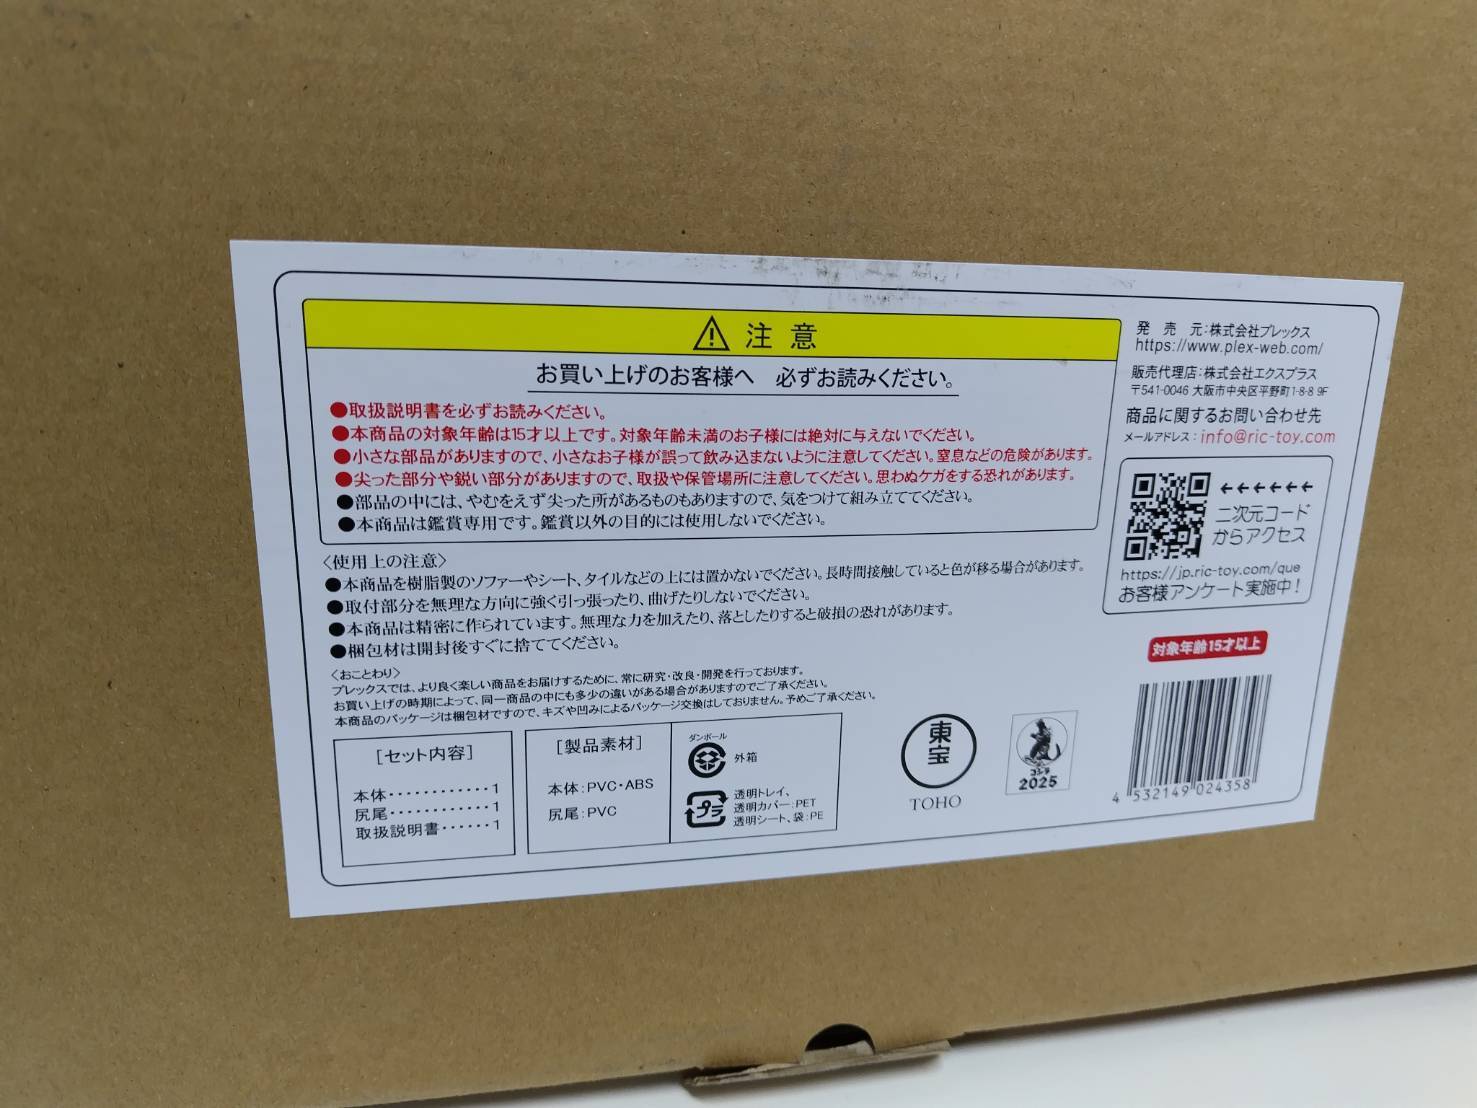 注意
お買い上げのお客様へ 必ずお読みください。
●取扱説明書を必ずお読みください。
●本商品の対象年齢は15才以上です。対象年齢未満のお子様には絶対に与えないでください。
●小さな部品がありますので、小さなお子様が誤って飲み込まないように注意してください。窒息などの危険があります。
●尖った部分や鋭い部分がありますので、取扱や保管場所に注意してください。思わぬケガをする恐れがあります。
●部品の中には、やむをえず尖った所があるものもありますので、気をつけて組み立ててください。
●本商品は鑑賞専用です。鑑賞以外の目的には使用しないでください。
〈使用上の注意〉
●本商品を樹脂製のソファーやシート、タイルなどの上には置かないでください。長時間接触していると色が移る場合があります。
●取付部分を無理な方向に強く引っ張ったり、曲げたりしないでください。
●本商品は精密に作られています。無理な力を加えたり、落としたりすると破損の恐れがあります。
●梱包材は開封後すぐに捨ててください。
〈おことわり〉
プレックスでは、より良く楽しい商品をお届けするために、常に研究・改良・開発を行っております。
お買い上げの時期によって、同一商品の中にも多少の違いがある場合がありますのでご了承ください。
本商品のパッケージは梱包材ですので、キズや凹みによるパッケージ交換はしておりません。予めご了承ください。
[セット内容]
本体・・・・・・・・・・・・1
尻尾・・・・・・・・・・・・1
取扱説明書・・・・・・1
[製品素材]
本体:PVC・ABS
尻尾:PVC
ダンボール
外箱
プラ
透明トレイ、
透明カバー:PET
透明シート、袋:PE
東宝
TOHO
ゴジラ
2025
発売元:株式会社プレックス
https://www.plex-web.com/
販売代理店:株式会社エクスプラス
〒541-0046 大阪市中央区平野町1-8-8 9F
商品に関するお問い合わせ先
メールアドレス:info@ric-toy.com
←←←←←←
二次元コード
からアクセス
https://jp.ric-toy.com/que
お客様アンケート実施中!
対象年齢15才以上
4 532149 024358